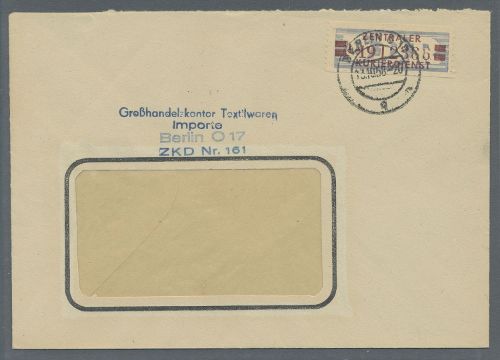 ZENTRALER
KURIERDIENST
Großhandelskontor Textilwaren
Importe
Berlin O 17
ZKD Nr. 161